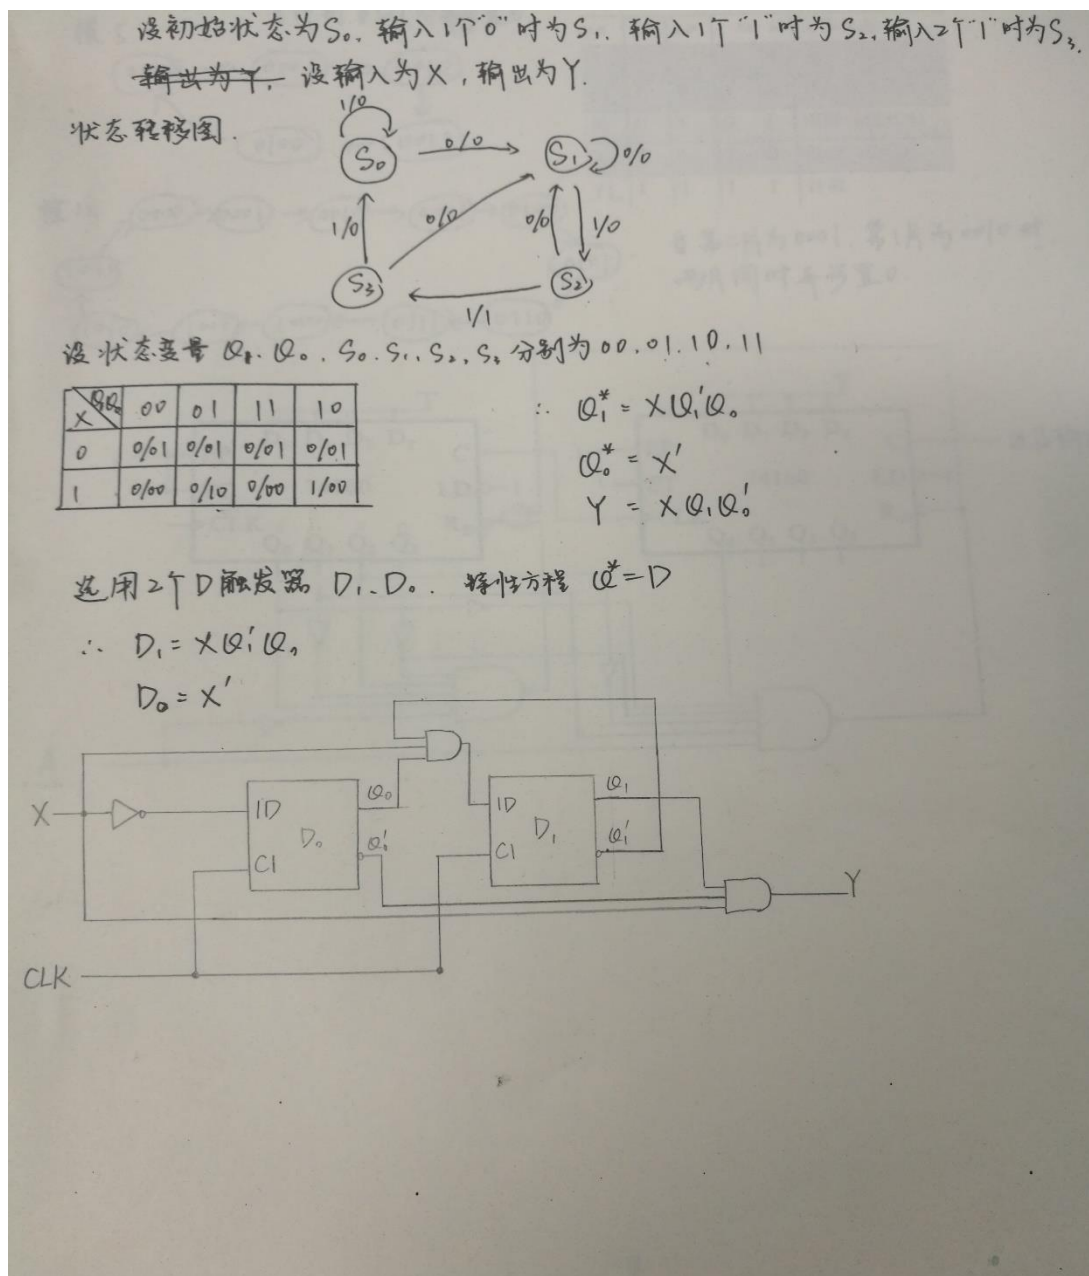 设初始状态为S₀, 输入1个"0"时为S₁, 输入1个"1"时为S₂, 输入2个"1"时为S₃.
输出为Y, 设输入为X, 输出为Y.
状态转移图.
1/0
S₀ 0/0 S₁ 0/0
1/0 0/0 0/0 1/0
S₃ S₂
1/1
设状态变量 Q₁. Q₀, S₀. S₁, S₂, S₃ 分别为 00, 01. 10. 11
X Q₁Q₀ 00 01 11 10
0 0/01 0/01 0/01 0/01
1 0/00 0/10 0/00 1/00
∴ Q₁* = XQ₁'Q₀
Q₀* = X'
Y = XQ₁Q₀'
选用2个D触发器 D₁、D₀. 特性方程 Q*=D
∴ D₁ = XQ₁'Q₀
D₀ = X'
X 1D D₀ C1 Q₀ Q₀' 1D D₁ C1 Q₁ Q₁' Y
CLK